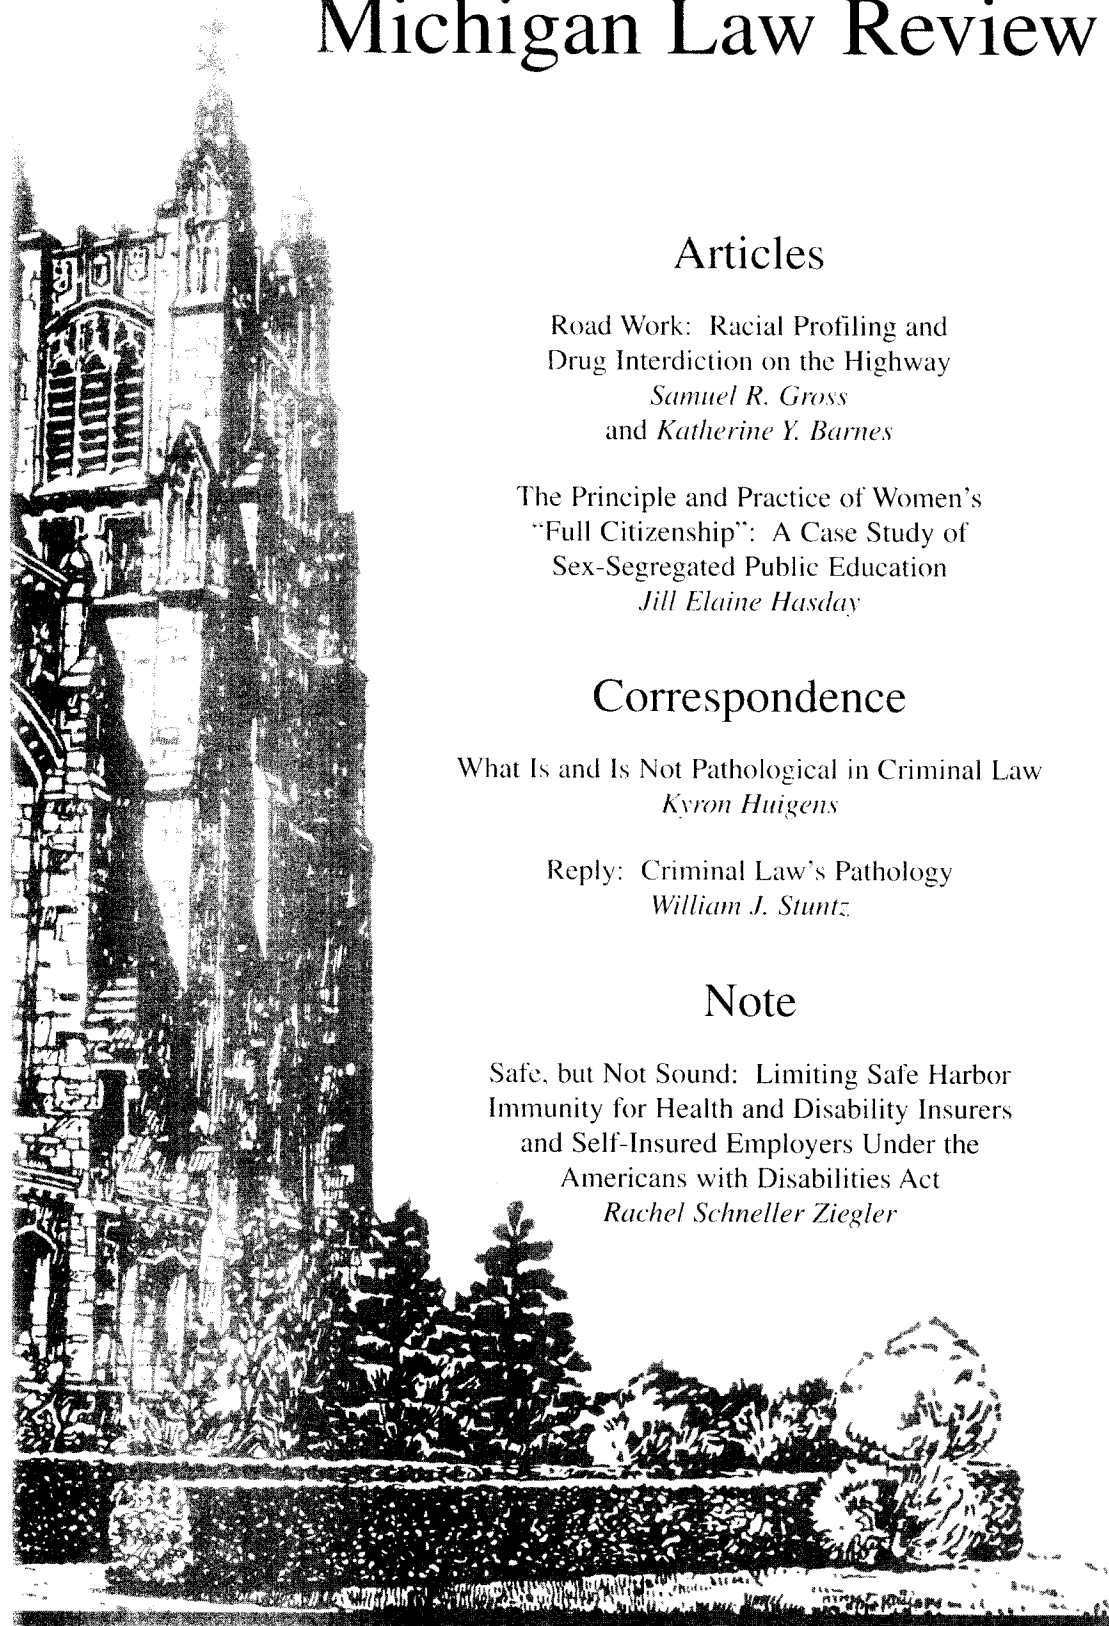 Michigan Law Review
Articles
Road Work: Racial Profiling and
Drug Interdiction on the Highway
Samuel R. Gross
and Katherine Y. Barnes
The Principle and Practice of Women's
"Full Citizenship": A Case Study of
Sex-Segregated Public Education
Jill Elaine Hasday
Correspondence
What Is and Is Not Pathological in Criminal Law
Kyron Huigens
Reply: Criminal Law's Pathology
William J. Stuntz
Note
Safe, but Not Sound: Limiting Safe Harbor
Immunity for Health and Disability Insurers
and Self-Insured Employers Under the
Americans with Disabilities Act
Rachel Schneller Ziegler